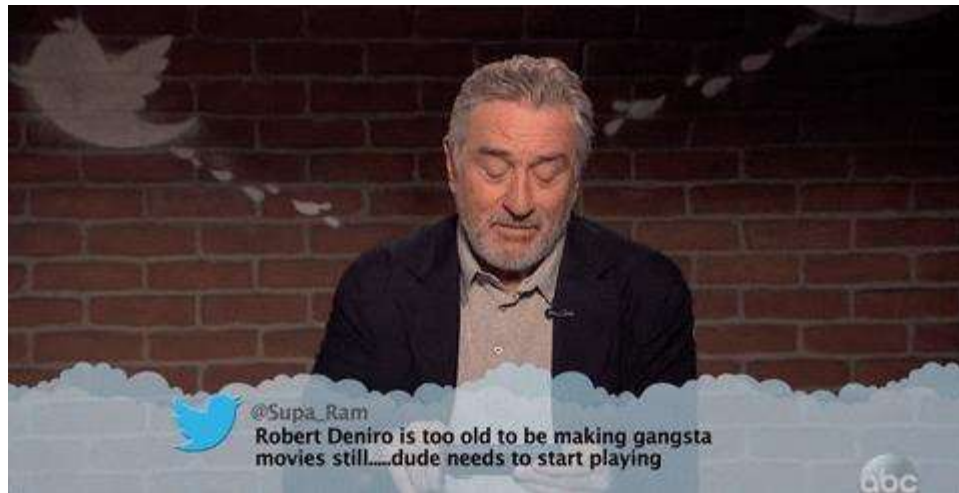 @Supa_Ram
Robert Deniro is too old to be making gangsta
movies still.....dude needs to start playing
abc